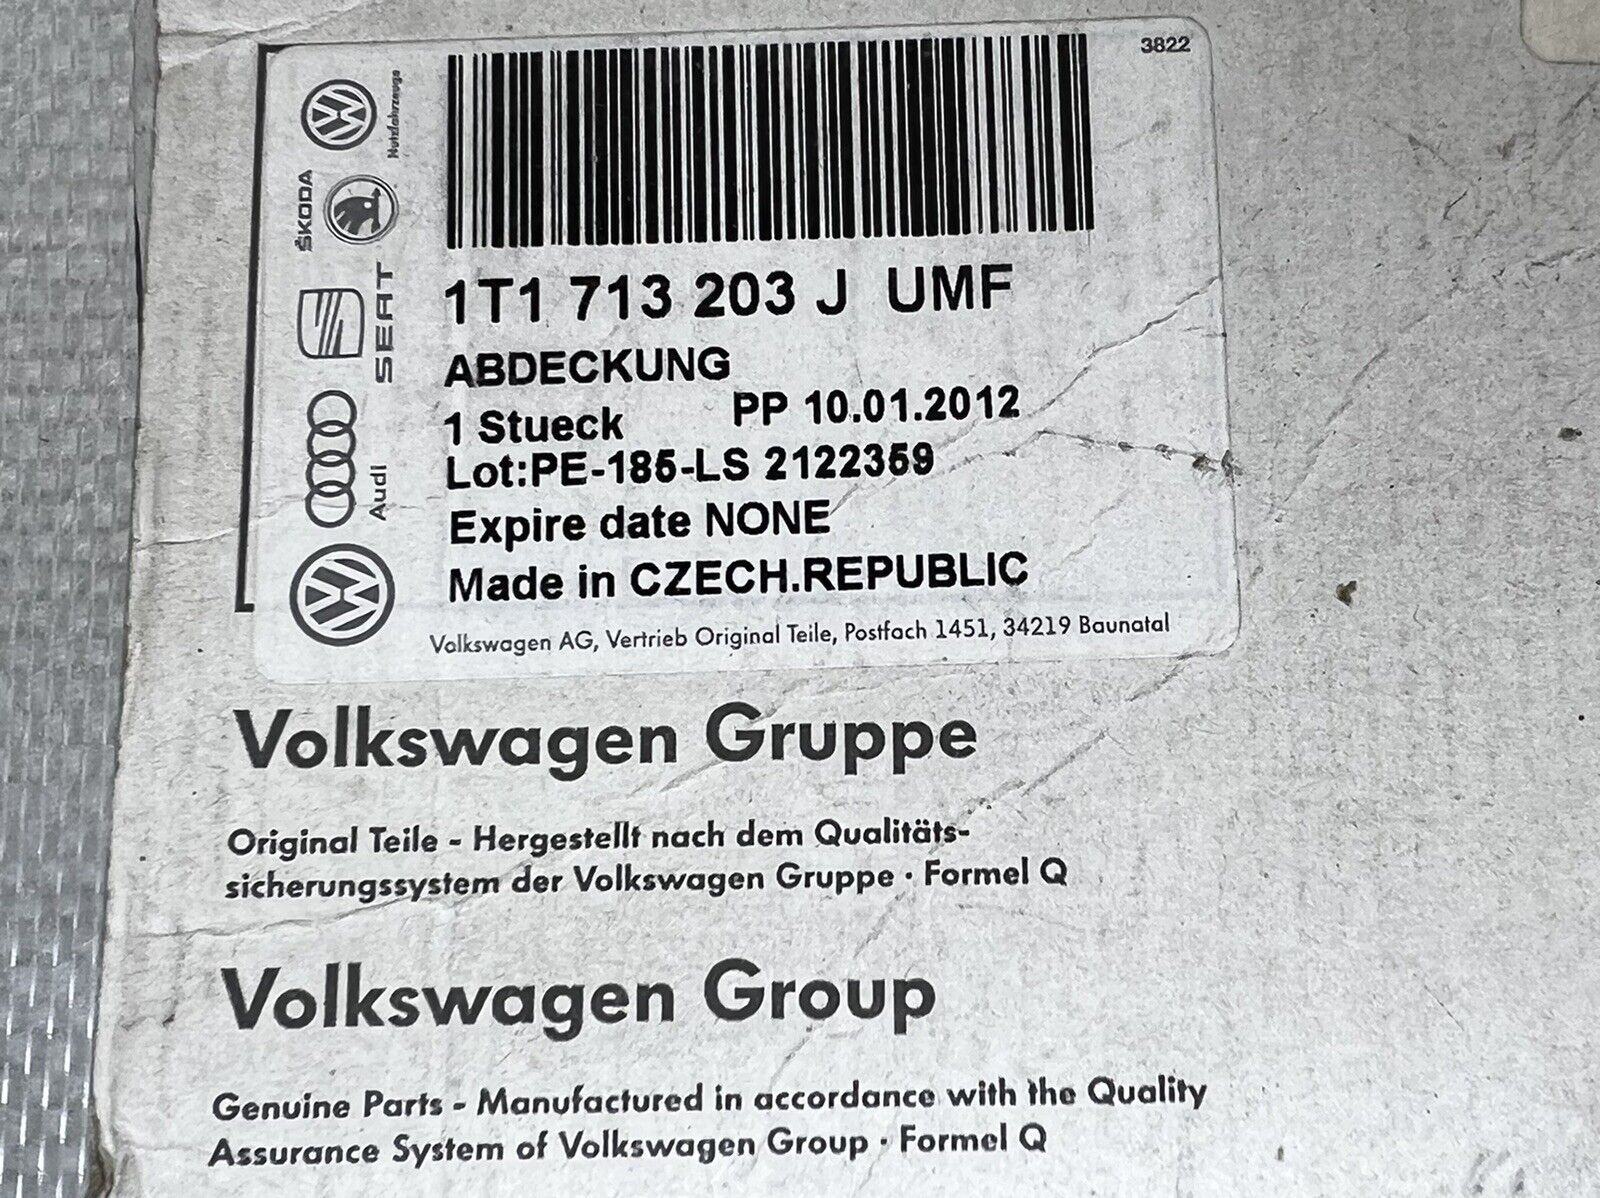 3822
Nutzfahrzeuge
ŠKODA
SEAT
Audi
1T1 713 203 J UMF
ABDECKUNG
1 Stueck PP 10.01.2012
Lot:PE-185-LS 2122359
Expire date NONE
Made in CZECH.REPUBLIC
Volkswagen AG, Vertrieb Original Teile, Postfach 1451, 34219 Baunatal
Volkswagen Gruppe
Original Teile - Hergestellt nach dem Qualitäts-
sicherungssystem der Volkswagen Gruppe · Formel Q
Volkswagen Group
Genuine Parts - Manufactured in accordance with the Quality
Assurance System of Volkswagen Group · Formel Q